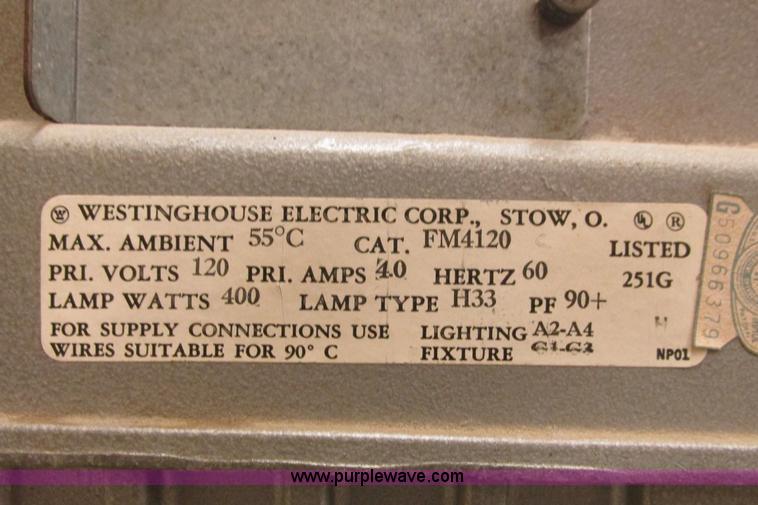 WESTINGHOUSE ELECTRIC CORP., STOW, O. UL ®
MAX. AMBIENT 55°C CAT. FM4120 LISTED
PRI. VOLTS 120 PRI. AMPS 4.0 HERTZ 60 251G
LAMP WATTS 400 LAMP TYPE H33 PF 90+
FOR SUPPLY CONNECTIONS USE LIGHTING A2-A4
WIRES SUITABLE FOR 90° C FIXTURE NP01
G50966379
www.purplewave.com